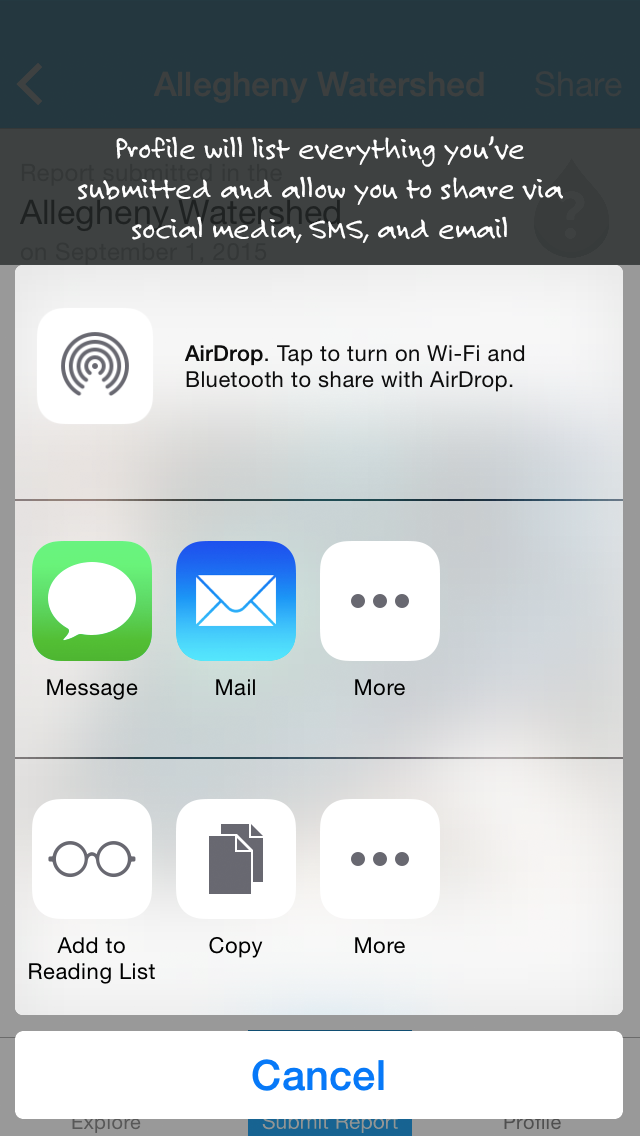 Allegheny Watershed
Share
Profile will list everything you've
submitted and allow you to share via
social media, SMS, and email
Report submitted in the
Allegheny Watershed
on September 1, 2015
?
AirDrop. Tap to turn on Wi-Fi and
Bluetooth to share with AirDrop.
Message
Mail
More
Add to
Reading List
Copy
More
Cancel
Explore
Submit Report
Profile